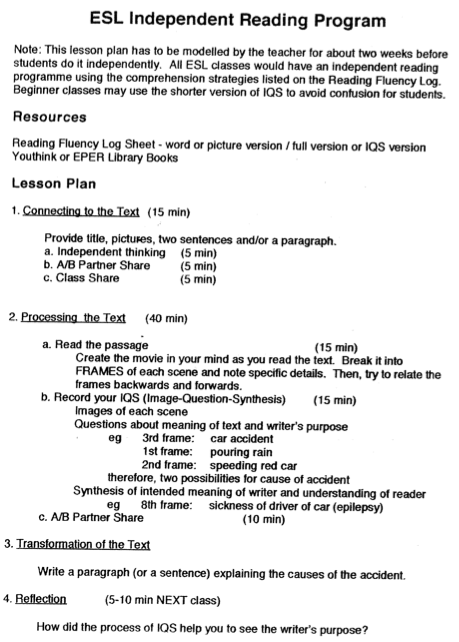 ESL Independent Reading Program
Note: This lesson plan has to be modelled by the teacher for about two weeks before
students do it independently. All ESL classes would have an independent reading
programme using the comprehension strategies listed on the Reading Fluency Log.
Beginner classes may use the shorter version of IQS to avoid confusion for students.
Resources
Reading Fluency Log Sheet - word or picture version / full version or IQS version
Youthink or EPER Library Books
Lesson Plan
1. Connecting to the Text (15 min)
Provide title, pictures, two sentences and/or a paragraph.
a. Independent thinking (5 min)
b. A/B Partner Share (5 min)
c. Class Share (5 min)
2. Processing the Text (40 min)
a. Read the passage (15 min)
Create the movie in your mind as you read the text. Break it into
FRAMES of each scene and note specific details. Then, try to relate the
frames backwards and forwards.
b. Record your IQS (Image-Question-Synthesis) (15 min)
Images of each scene
Questions about meaning of text and writer's purpose
eg 3rd frame: car accident
1st frame: pouring rain
2nd frame: speeding red car
therefore, two possibilities for cause of accident
Synthesis of intended meaning of writer and understanding of reader
eg 8th frame: sickness of driver of car (epilepsy)
c. A/B Partner Share (10 min)
3. Transformation of the Text
Write a paragraph (or a sentence) explaining the causes of the accident.
4. Reflection (5-10 min NEXT class)
How did the process of IQS help you to see the writer's purpose?